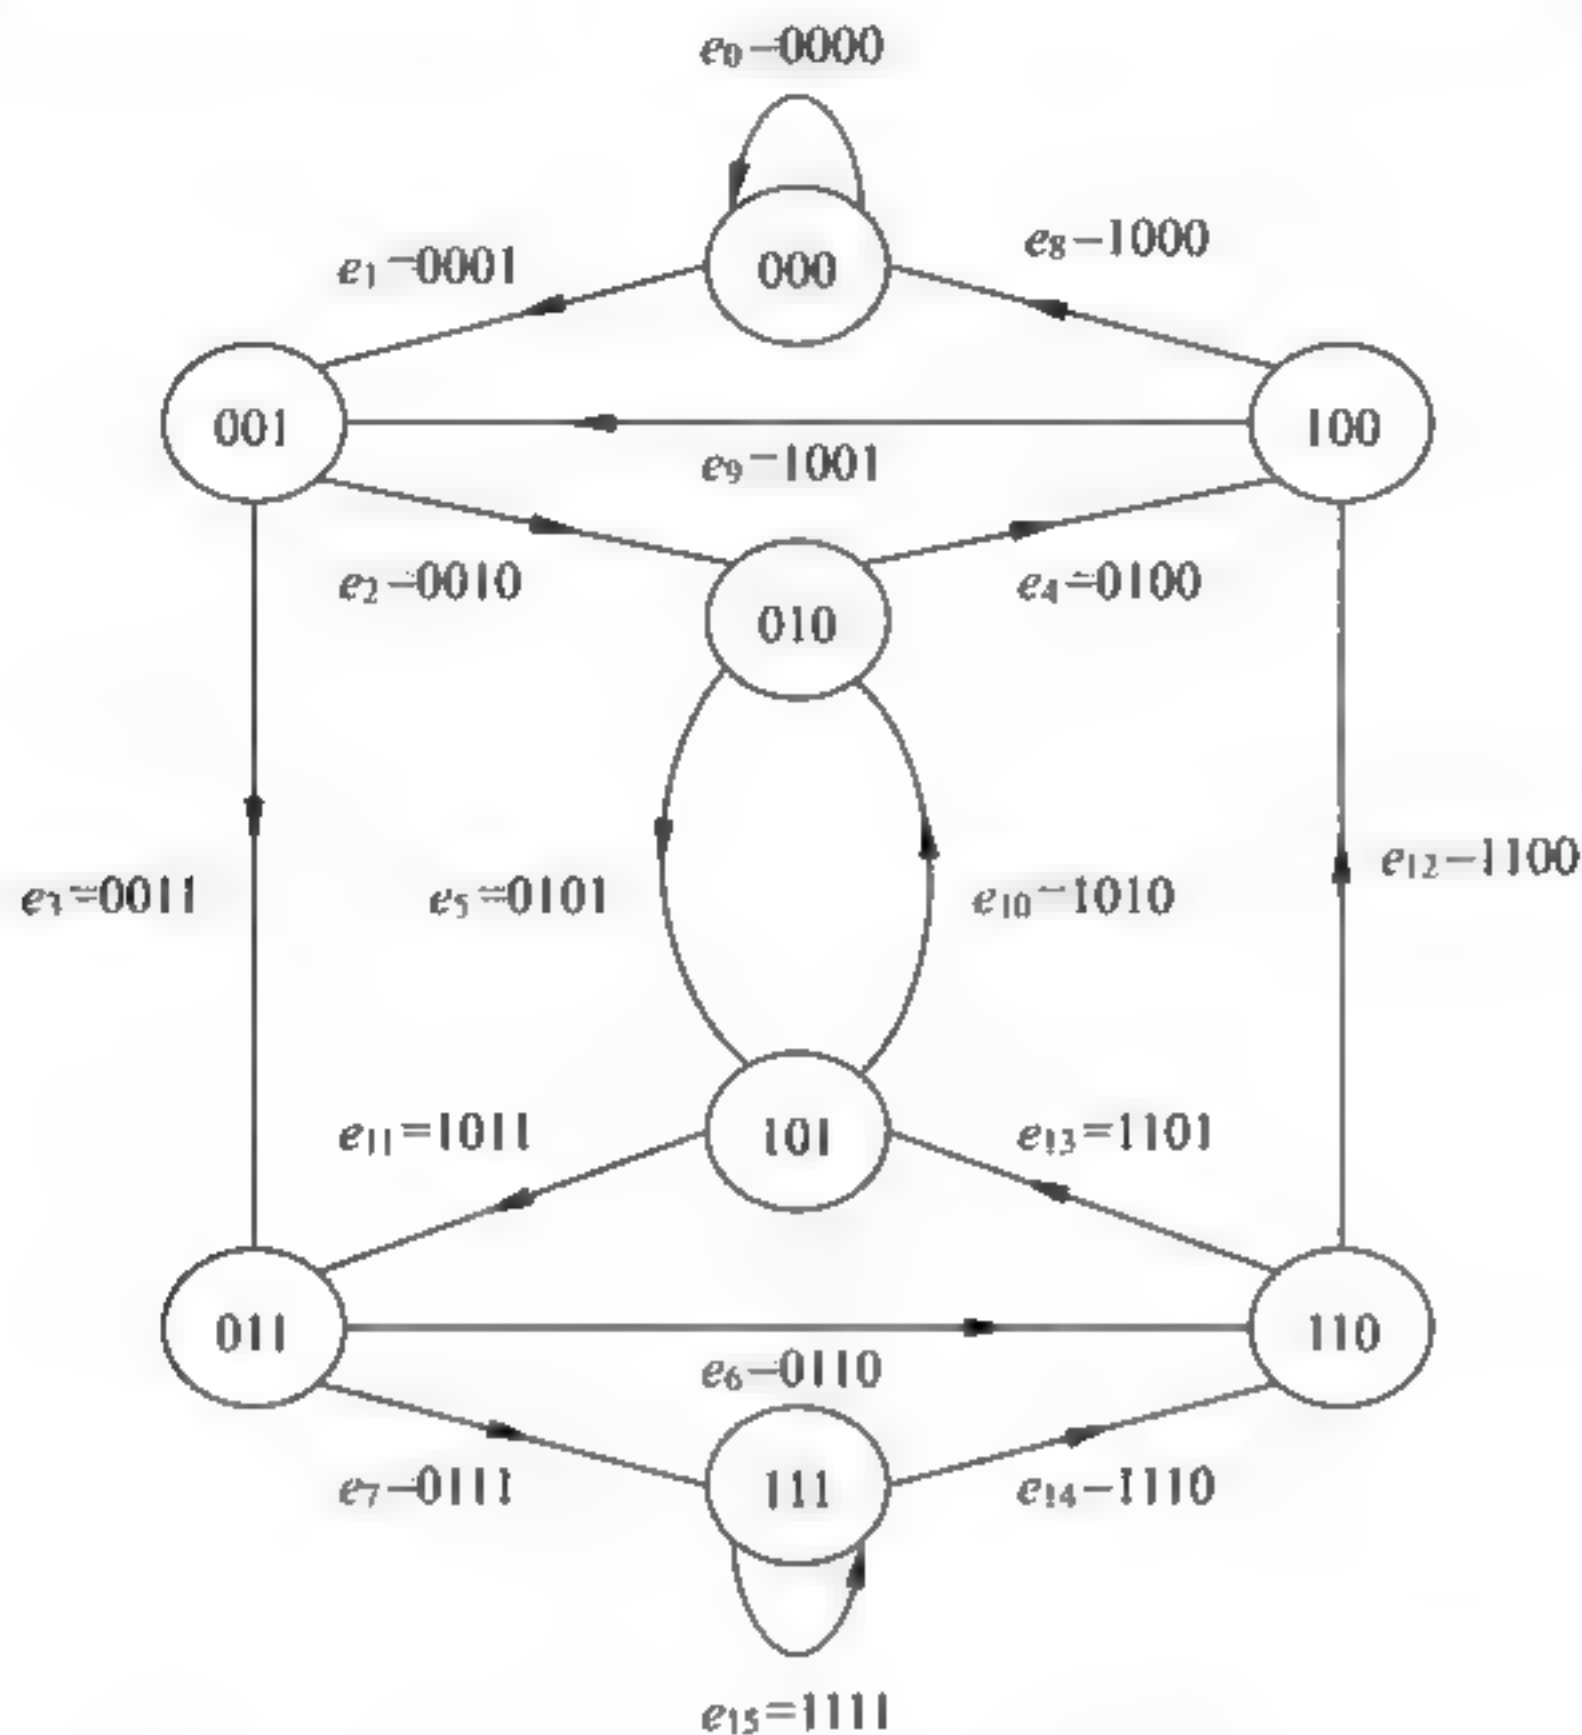 e₀=0000
e₁=0001
000
e₈=1000
001
100
e₉=1001
e₂=0010
010
e₄=0100
e₃=0011
e₅=0101
e₁₀=1010
e₁₂=1100
e₁₁=1011
101
e₁₃=1101
011
110
e₆=0110
e₇=0111
111
e₁₄=1110
e₁₅=1111